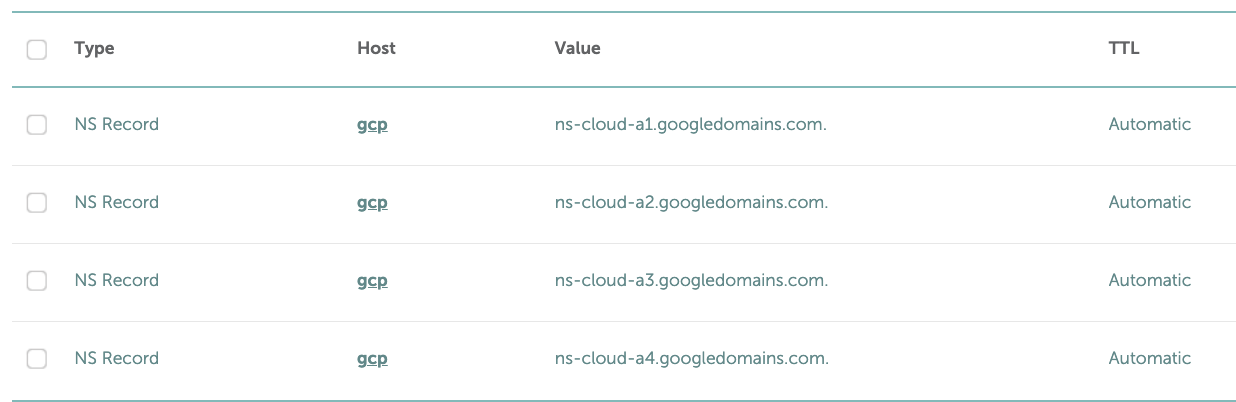 Type Host Value TTL
NS Record gcp ns-cloud-a1.googledomains.com. Automatic
NS Record gcp ns-cloud-a2.googledomains.com. Automatic
NS Record gcp ns-cloud-a3.googledomains.com. Automatic
NS Record gcp ns-cloud-a4.googledomains.com. Automatic